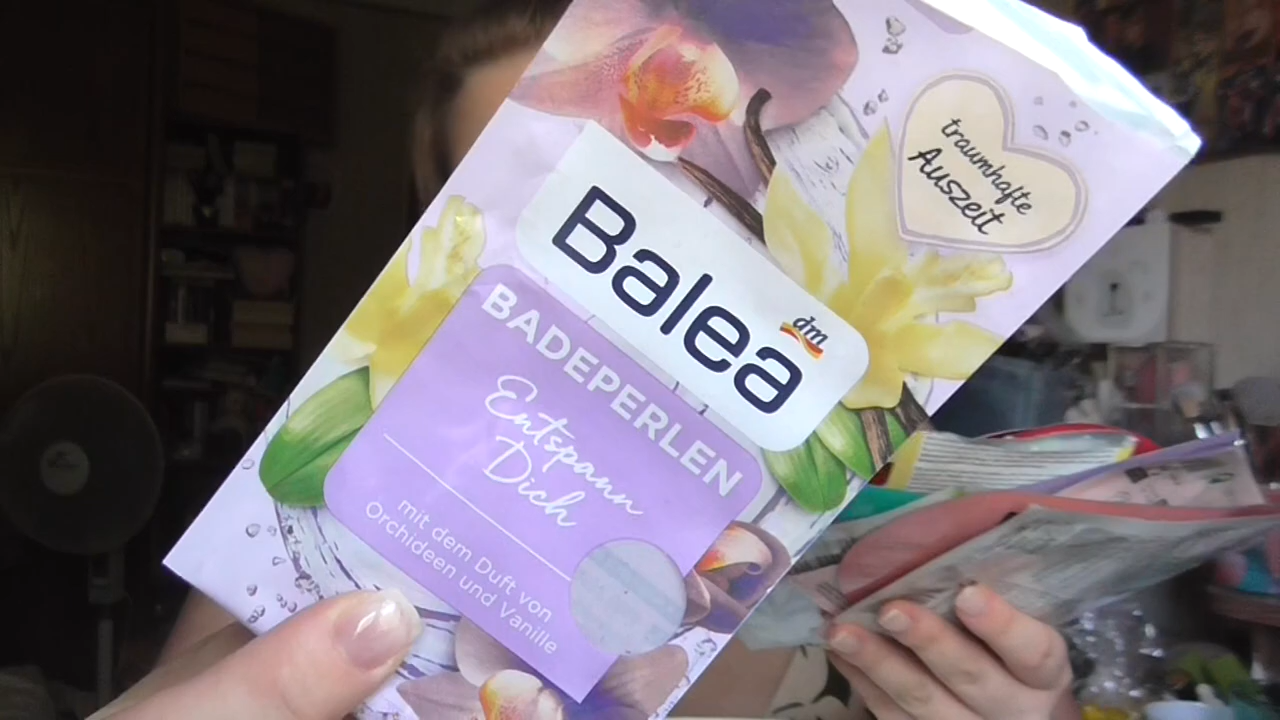 traumhafte
Auszeit
Balea
dm
BADEPERLEN
Entspann
Dich
mit dem Duft von
Orchideen und Vanille